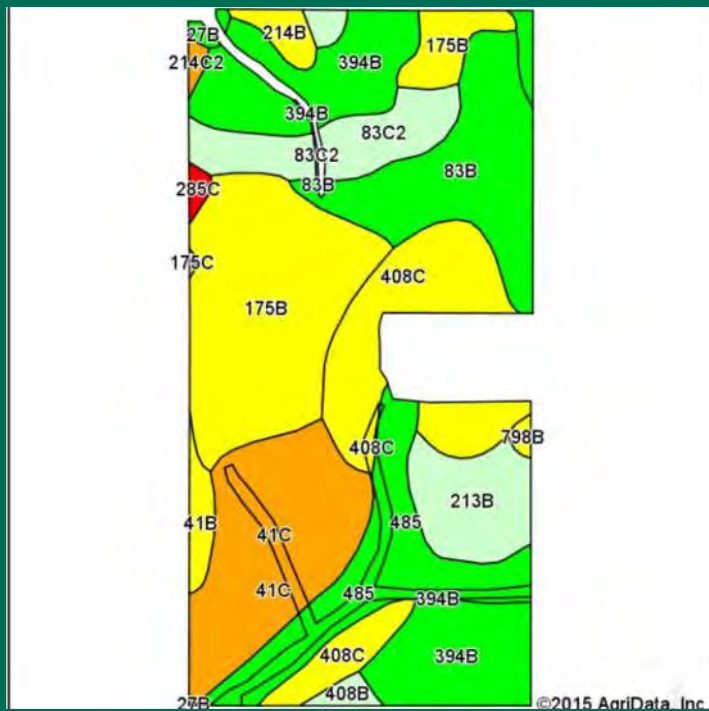 27B
214B
214C2
394B
175B
394B
83C2
83C2
83B
83B
285C
175C
408C
175B
408C
798B
213B
41B
485
41C
41C
485
394B
408C
394B
408B
27B
©2015 AgriData, Inc